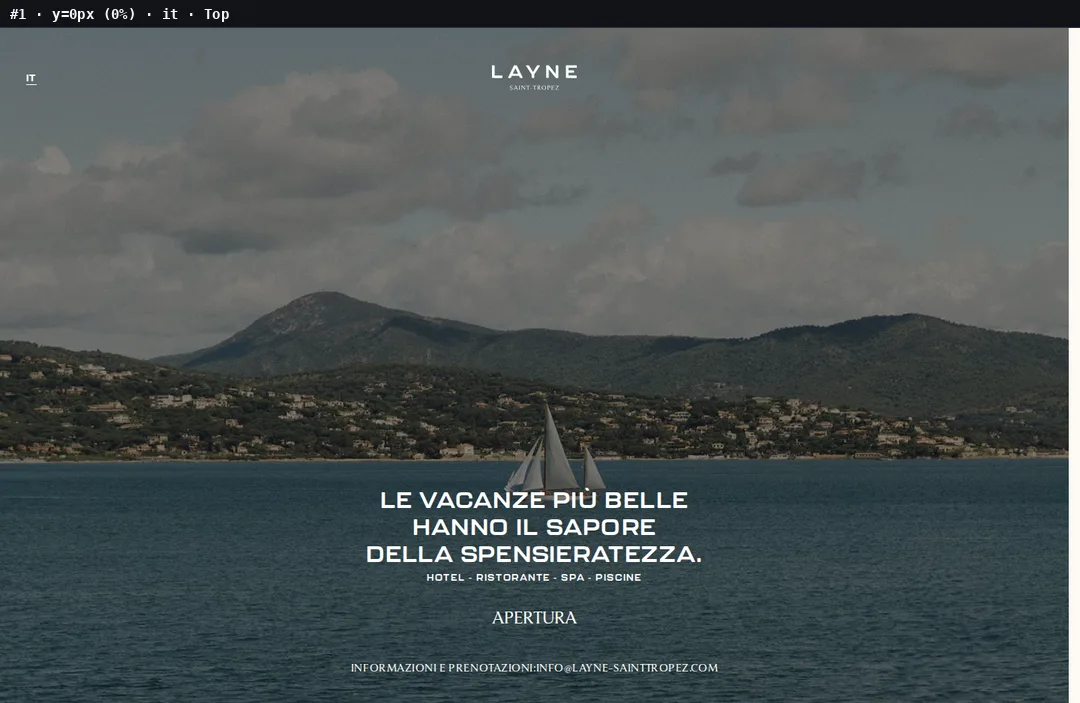 #1 · y=0px (0%) · it · Top
IT
LAYNE
SAINT-TROPEZ
LE VACANZE PIÙ BELLE
HANNO IL SAPORE
DELLA SPENSIERATEZZA.
HOTEL - RISTORANTE - SPA - PISCINE
APERTURA
INFORMAZIONI E PRENOTAZIONI:INFO@LAYNE-SAINTTROPEZ.COM